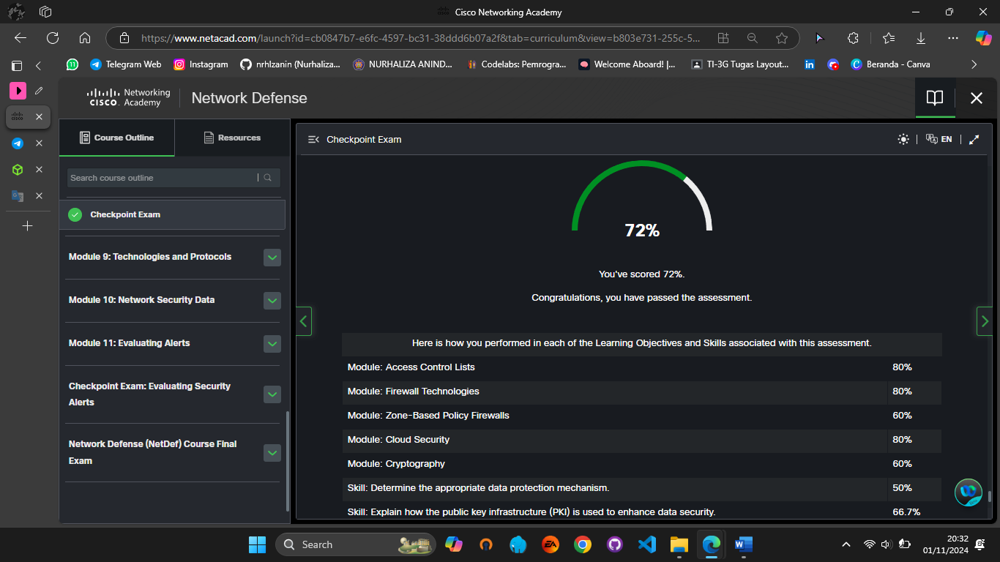 Cisco Networking Academy
https://www.netacad.com/launch?id=cb0847b7-e6fc-4597-bc31-38ddd6b07a2f&tab=curriculum&view=b803e731-255c-5...
11
Telegram Web
Instagram
nrhlzanin (Nurhaliza...
NURHALIZA ANIND...
Codelabs: Pemrogra...
Welcome Aboard! |...
TI-3G Tugas Layout...
Beranda - Canva
CISCO Networking Academy
Network Defense
Course Outline
Resources
Search course outline
Checkpoint Exam
Module 9: Technologies and Protocols
Module 10: Network Security Data
Module 11: Evaluating Alerts
Checkpoint Exam: Evaluating Security
Alerts
Network Defense (NetDef) Course Final
Exam
Checkpoint Exam
EN
72%
You've scored 72%.
Congratulations, you have passed the assessment.
Here is how you performed in each of the Learning Objectives and Skills associated with this assessment.
Module: Access Control Lists 80%
Module: Firewall Technologies 80%
Module: Zone-Based Policy Firewalls 60%
Module: Cloud Security 80%
Module: Cryptography 60%
Skill: Determine the appropriate data protection mechanism. 50%
Skill: Explain how the public key infrastructure (PKI) is used to enhance data security. 66.7%
Search
20:32
01/11/2024